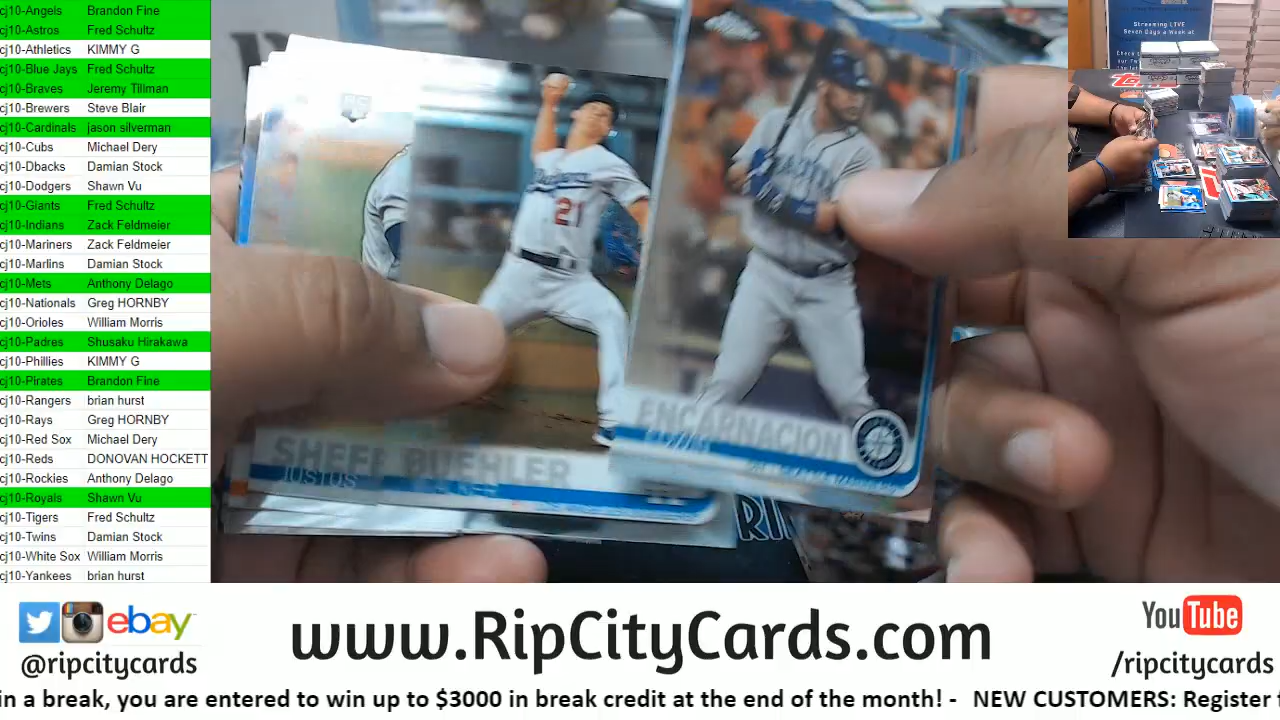 cj10-Angels Brandon Fine
cj10-Astros Fred Schultz
cj10-Athletics KIMMY G
cj10-Blue Jays Fred Schultz
cj10-Braves Jeremy Tillman
cj10-Brewers Steve Blair
cj10-Cardinals jason silverman
cj10-Cubs Michael Dery
cj10-Dbacks Damian Stock
cj10-Dodgers Shawn Vu
cj10-Giants Fred Schultz
cj10-Indians Zack Feldmeier
cj10-Mariners Zack Feldmeier
cj10-Marlins Damian Stock
cj10-Mets Anthony Delago
cj10-Nationals Greg HORNBY
cj10-Orioles William Morris
cj10-Padres Shusaku Hirakawa
cj10-Phillies KIMMY G
cj10-Pirates Brandon Fine
cj10-Rangers brian hurst
cj10-Rays Greg HORNBY
cj10-Red Sox Michael Dery
cj10-Reds DONOVAN HOCKETT
cj10-Rockies Anthony Delago
cj10-Royals Shawn Vu
cj10-Tigers Fred Schultz
cj10-Twins Damian Stock
cj10-White Sox William Morris
cj10-Yankees brian hurst
Streaming LIVE
Seven Days a Week at
21
ENCARNACION
SHEFF
BUEHLER
JUSTUS
ebay
@ripcitycards
www.RipCityCards.com
YouTube
/ripcitycards
in a break, you are entered to win up to $3000 in break credit at the end of the month! - NEW CUSTOMERS: Register